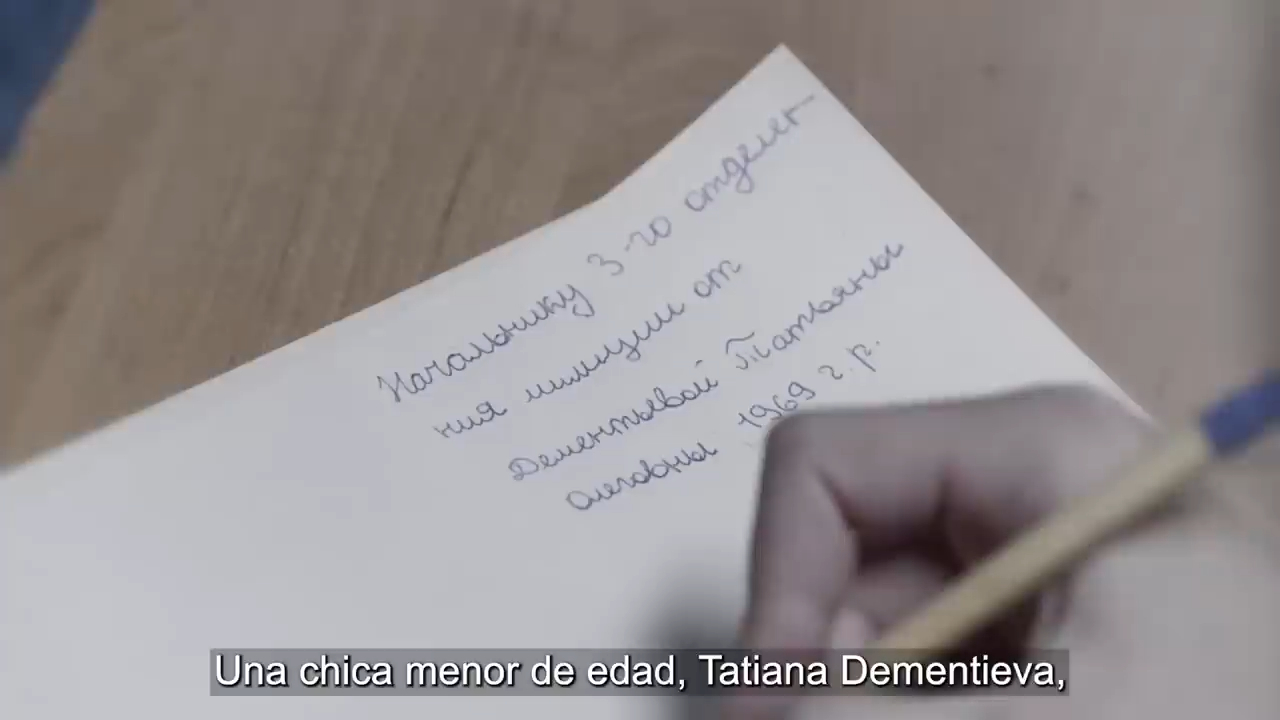 Начальнику 3-го отделе-
ния милиции от
Дементьевой Татьяны
Олеговны 1969 г. р.
Una chica menor de edad, Tatiana Dementieva,